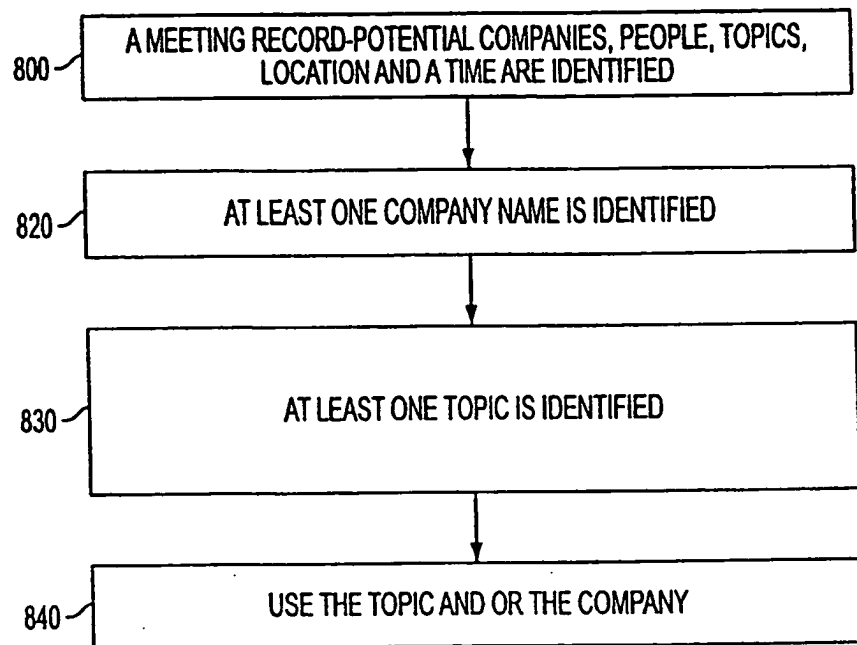 800
A MEETING RECORD-POTENTIAL COMPANIES, PEOPLE, TOPICS,
LOCATION AND A TIME ARE IDENTIFIED
820
AT LEAST ONE COMPANY NAME IS IDENTIFIED
830
AT LEAST ONE TOPIC IS IDENTIFIED
840
USE THE TOPIC AND OR THE COMPANY